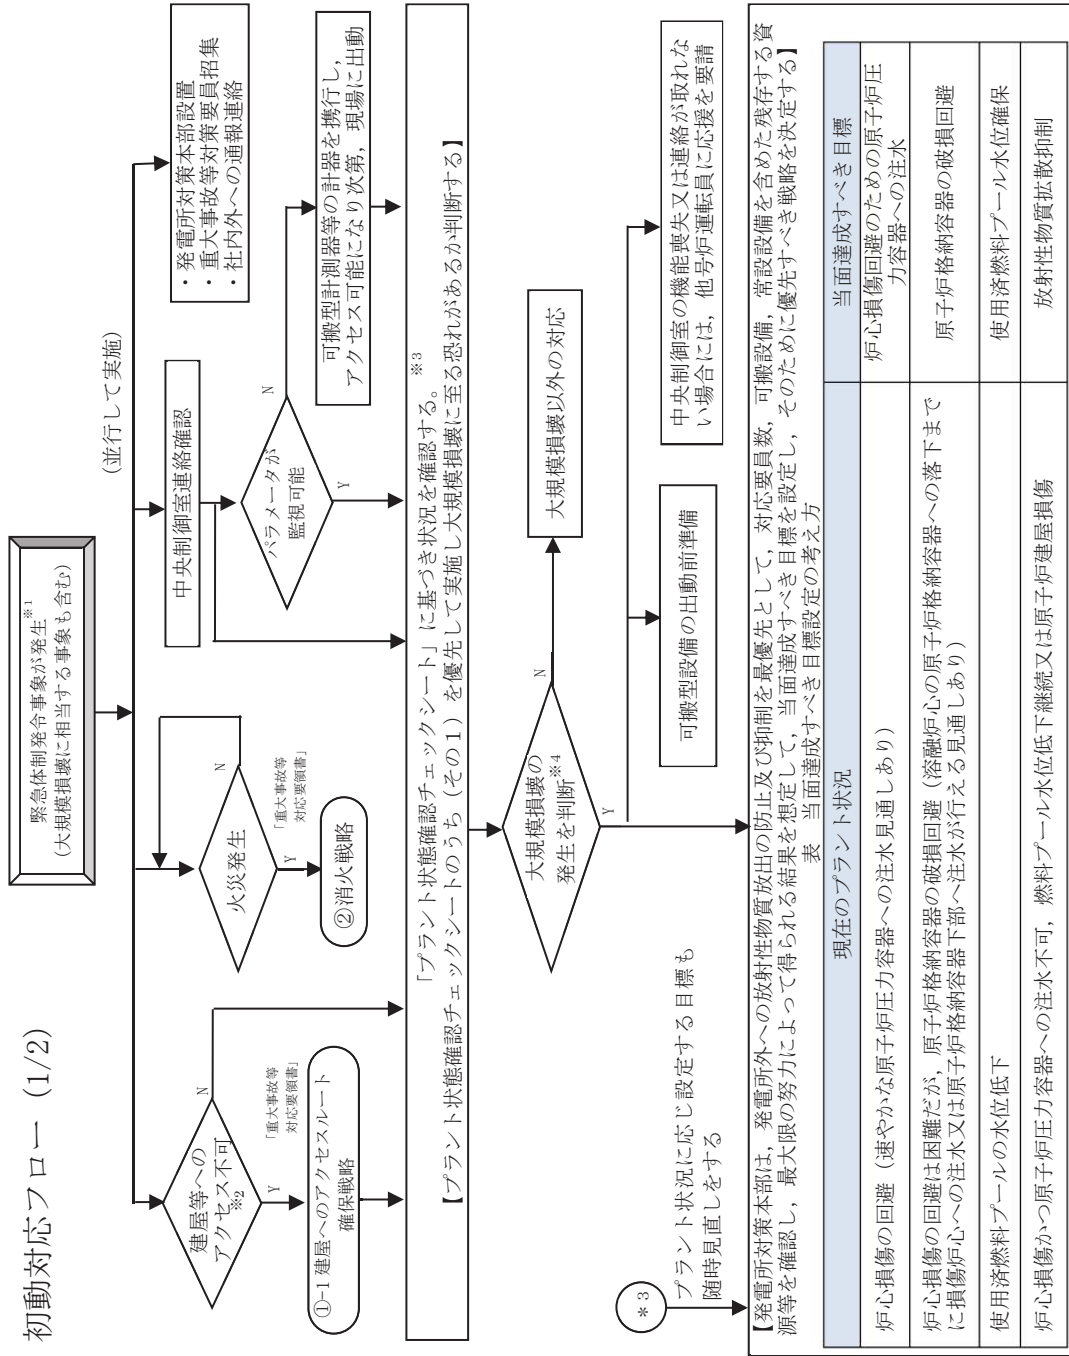 初動対応フロー (1/2)
緊急体制発令事象が発生※1
(大規模損壊に相当する事象も含む)
(並行して実施)
建屋等への
アクセス不可
※2
N
Y
「重大事故等
対応要領書」
①-1 建屋へのアクセスルート
確保戦略
火災発生
N
Y
「重大事故等
対応要領書」
②消火戦略
中央制御室連絡確認
パラメータが
監視可能
N
Y
・発電所対策本部設置
・重大事故等対策要員招集
・社内外への通報連絡
可搬型計測器等の計器を携行し,
アクセス可能になり次第, 現場に出動
「プラント状態確認チェックシート」に基づき状況を確認する。※3
【プラント状態確認チェックシートのうち(その1)を優先して実施し大規模損壊に至る恐れがあるか判断する】
大規模損壊の
発生を判断※4
N
Y
大規模損壊以外の対応
可搬型設備の出動前準備
中央制御室の機能喪失又は連絡が取れな
い場合には, 他号炉運転員に応援を要請
*3
プラント状況に応じ設定する目標も
随時見直しをする
【発電所対策本部は, 発電所外への放射性物質放出の防止及び抑制を最優先として, 対応要員数, 可搬設備, 常設設備を含めた残存する資
源等を確認し, 最大限の努力によって得られる結果を想定して, 当面達成すべき目標を設定し, そのために優先すべき戦略を決定する】
表 当面達成すべき目標設定の考え方
現在のプラント状況
当面達成すべき目標
炉心損傷の回避(速やかな原子炉圧力容器への注水見通しあり)
炉心損傷回避のための原子炉圧
力容器への注水
炉心損傷の回避は困難だが, 原子炉格納容器の破損回避(溶融炉心の原子炉格納容器への落下まで
に損傷炉心への注水又は原子炉格納容器下部へ注水が行える見通しあり)
原子炉格納容器の破損回避
使用済燃料プールの水位低下
使用済燃料プール水位確保
炉心損傷かつ原子炉圧力容器への注水不可, 燃料プール水位低下継続又は原子炉建屋損傷
放射性物質拡散抑制